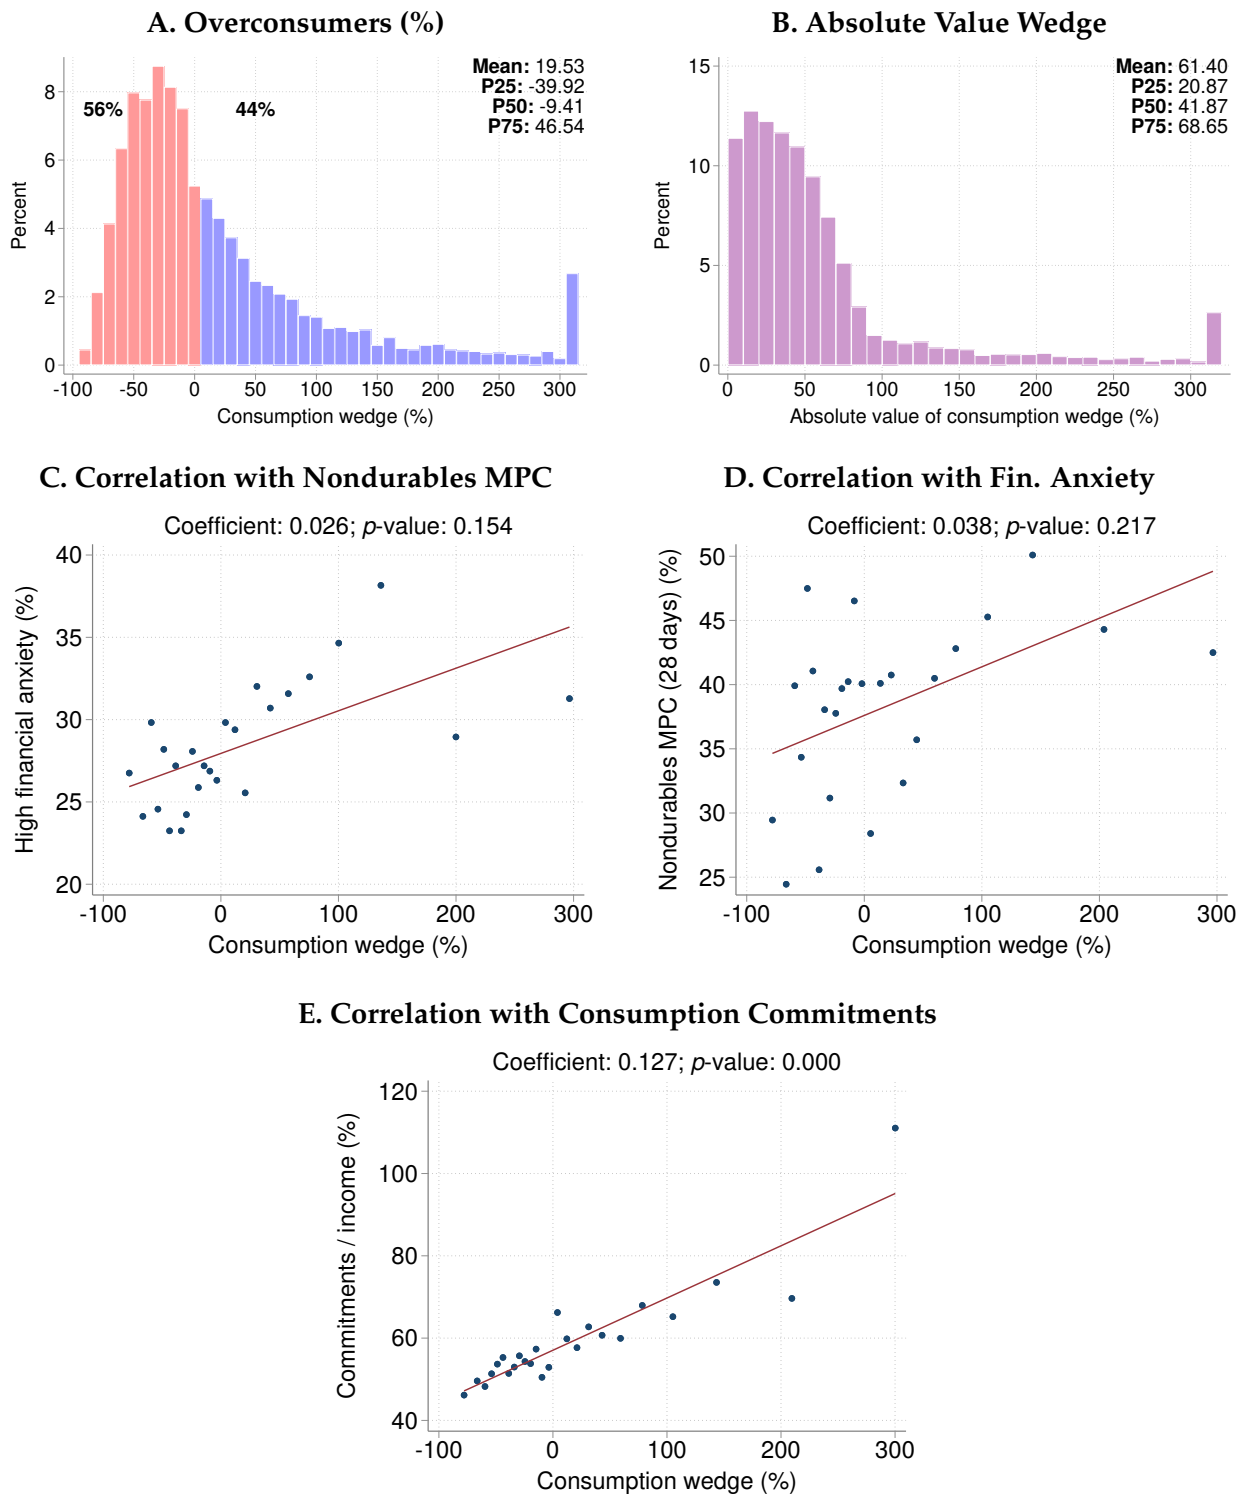 A. Overconsumers (%)
Mean: 19.53
P25: -39.92
P50: -9.41
P75: 46.54
56%
44%
Percent
8
6
4
2
0
-100 -50 0 50 100 150 200 250 300
Consumption wedge (%)
B. Absolute Value Wedge
Mean: 61.40
P25: 20.87
P50: 41.87
P75: 68.65
Percent
15
10
5
0
0 50 100 150 200 250 300
Absolute value of consumption wedge (%)
C. Correlation with Nondurables MPC
Coefficient: 0.026; p-value: 0.154
High financial anxiety (%)
40
35
30
25
20
-100 0 100 200 300
Consumption wedge (%)
D. Correlation with Fin. Anxiety
Coefficient: 0.038; p-value: 0.217
Nondurables MPC (28 days) (%)
50
45
40
35
30
25
-100 0 100 200 300
Consumption wedge (%)
E. Correlation with Consumption Commitments
Coefficient: 0.127; p-value: 0.000
Commitments / income (%)
120
100
80
60
40
-100 0 100 200 300
Consumption wedge (%)